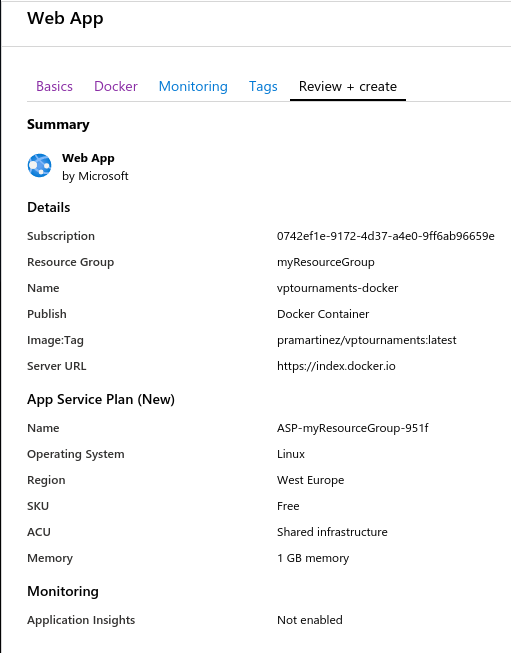 Web App
Basics Docker Monitoring Tags Review + create
Summary
Web App
by Microsoft
Details
Subscription 0742ef1e-9172-4d37-a4e0-9ff6ab96659e
Resource Group myResourceGroup
Name vptournaments-docker
Publish Docker Container
Image:Tag pramartinez/vptournaments:latest
Server URL https://index.docker.io
App Service Plan (New)
Name ASP-myResourceGroup-951f
Operating System Linux
Region West Europe
SKU Free
ACU Shared infrastructure
Memory 1 GB memory
Monitoring
Application Insights Not enabled